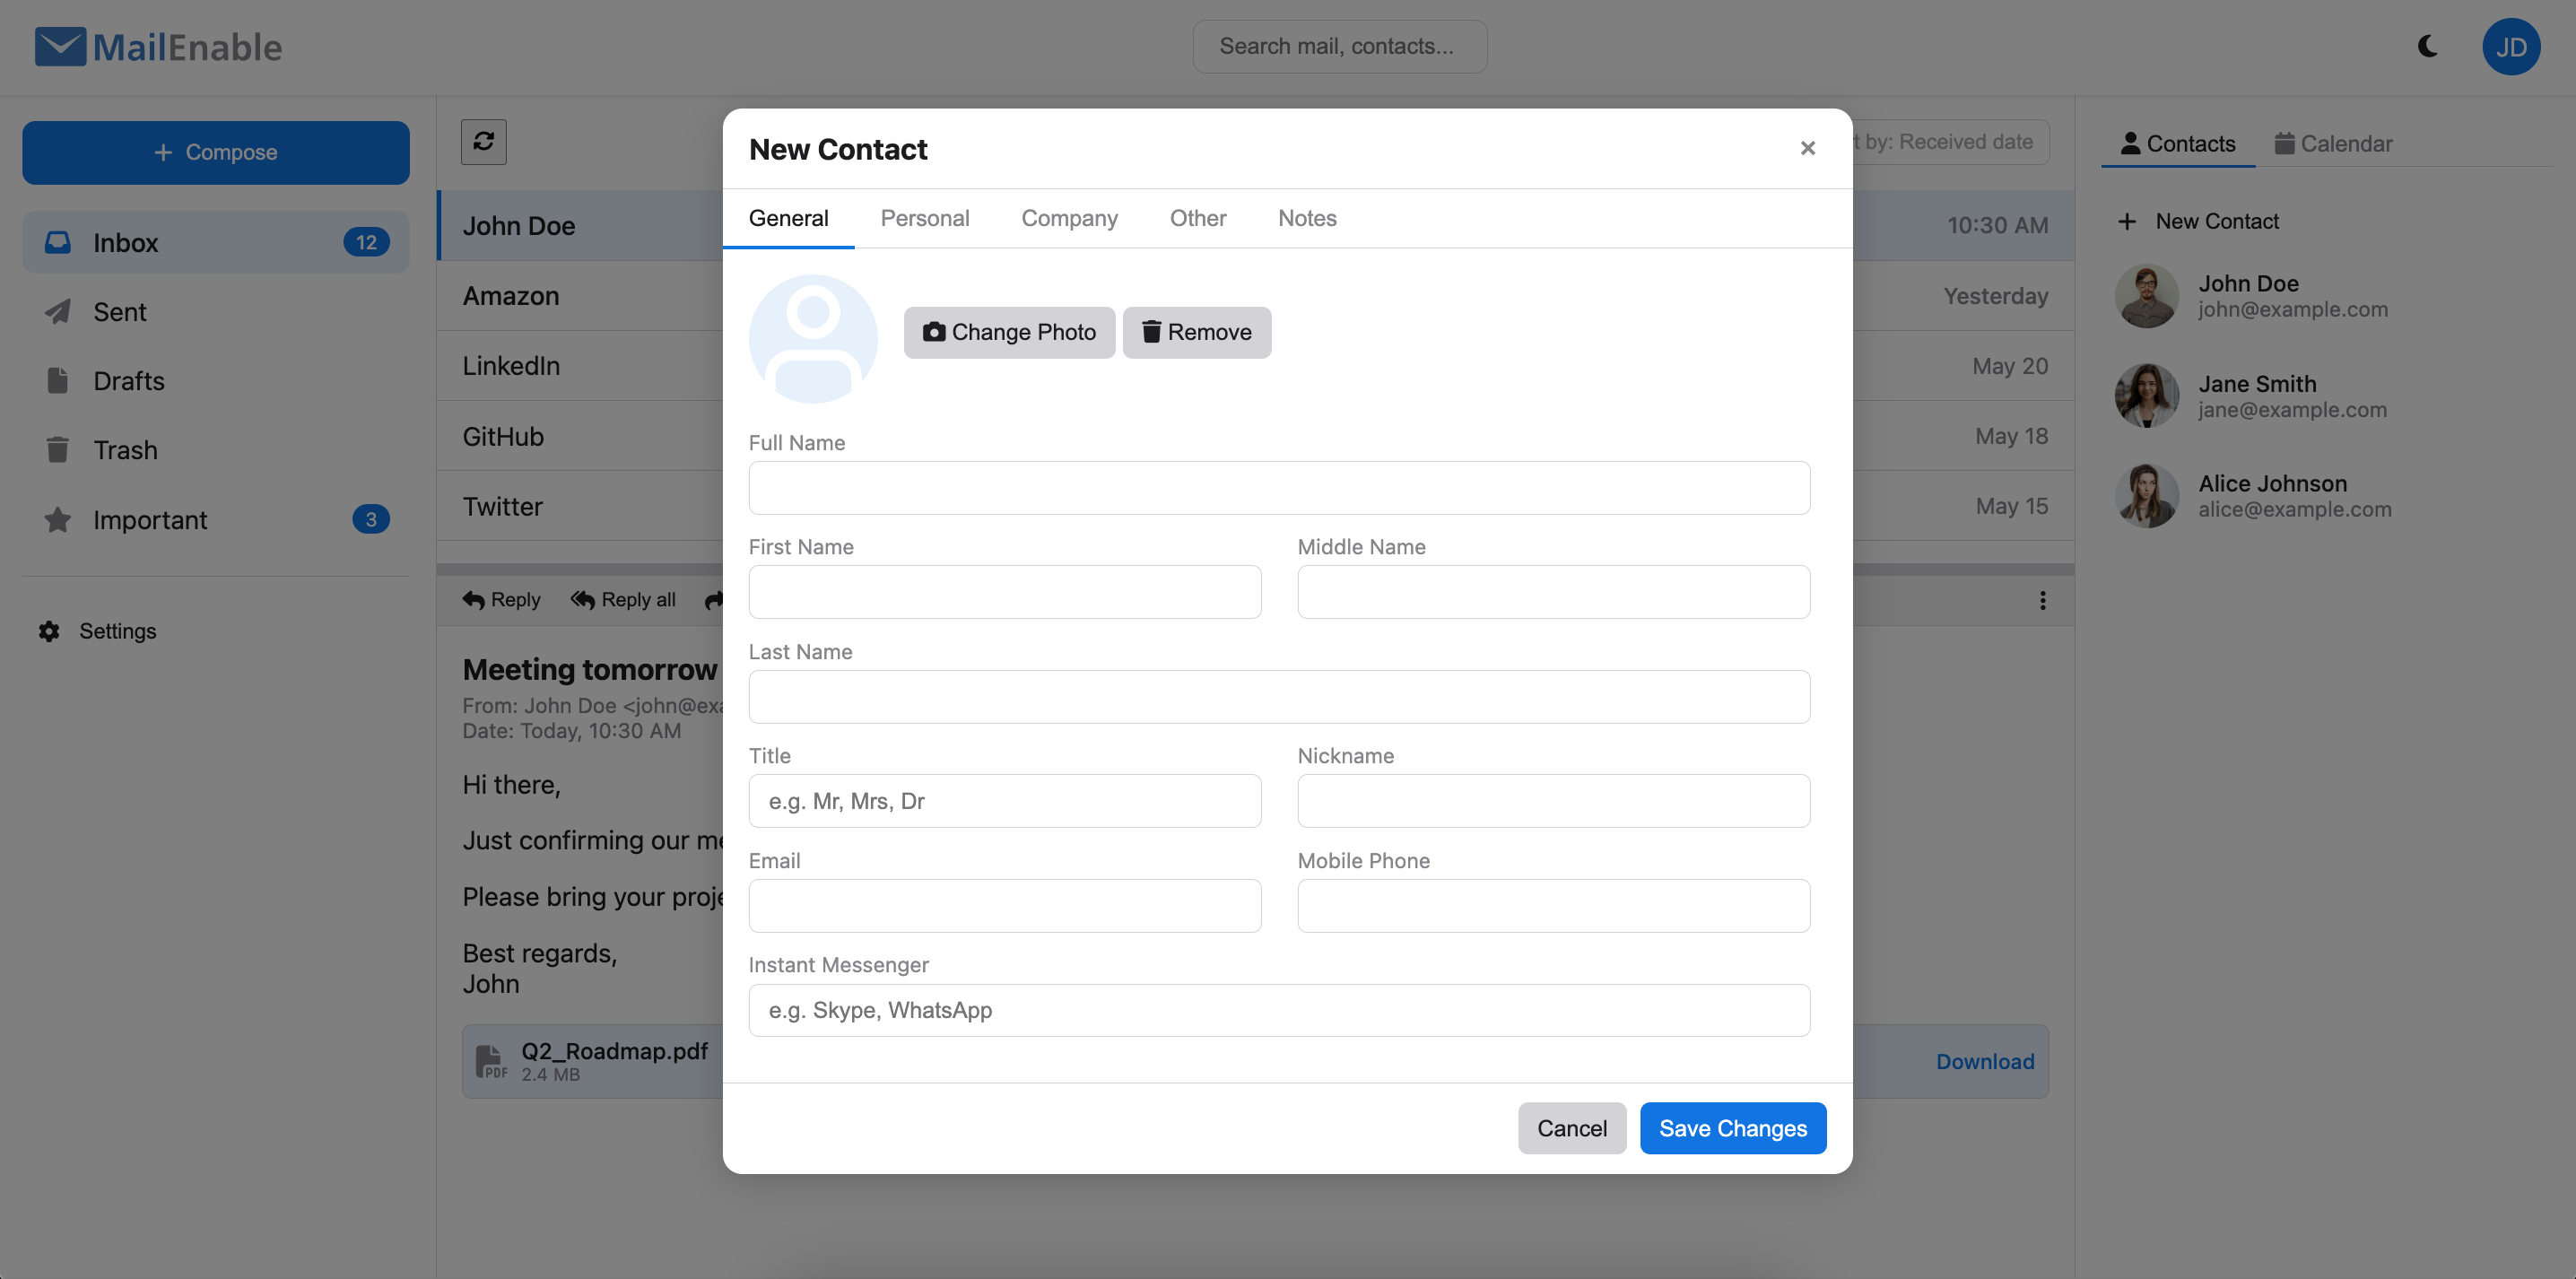 MailEnable
Search mail, contacts...
JD
Compose
Inbox 12
Sent
Drafts
Trash
Important 3
Settings
t by: Received date
John Doe 10:30 AM
Amazon Yesterday
LinkedIn May 20
GitHub May 18
Twitter May 15
Reply Reply all
Meeting tomorrow
From: John Doe <john@exa
Date: Today, 10:30 AM
Hi there,
Just confirming our me
Please bring your proje
Best regards,
John
PDF
Q2_Roadmap.pdf
2.4 MB
Download
New Contact
General Personal Company Other Notes
Change Photo Remove
Full Name
First Name Middle Name
Last Name
Title Nickname
e.g. Mr, Mrs, Dr
Email Mobile Phone
Instant Messenger
e.g. Skype, WhatsApp
Cancel Save Changes
Contacts Calendar
New Contact
John Doe
john@example.com
Jane Smith
jane@example.com
Alice Johnson
alice@example.com